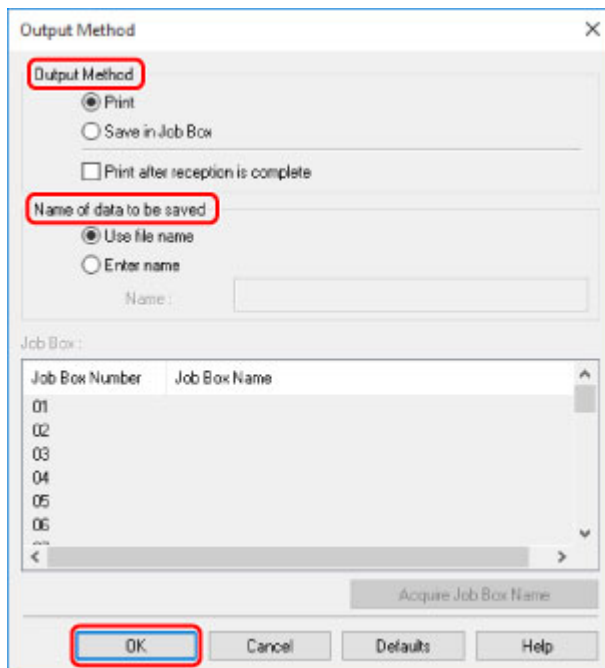 Output Method
Output Method
Print
Save in Job Box
Print after reception is complete
Name of data to be saved
Use file name
Enter name
Name :
Job Box :
Job Box Number Job Box Name
01
02
03
04
05
06
OK Cancel Defaults Help
Acquire Job Box Name